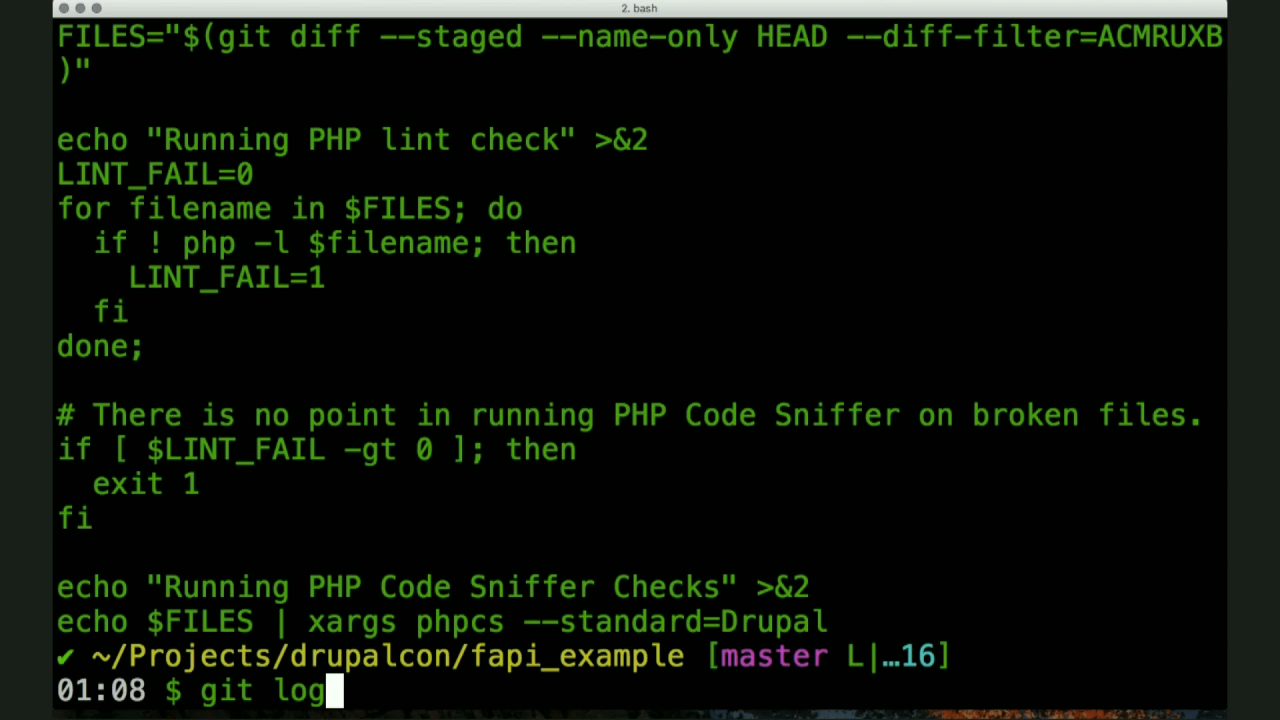 2. bash
FILES="$(git diff --staged --name-only HEAD --diff-filter=ACMRUXB
)"
echo "Running PHP lint check" >&2
LINT_FAIL=0
for filename in $FILES; do
  if ! php -l $filename; then
    LINT_FAIL=1
  fi
done;
# There is no point in running PHP Code Sniffer on broken files.
if [ $LINT_FAIL -gt 0 ]; then
  exit 1
fi
echo "Running PHP Code Sniffer Checks" >&2
echo $FILES | xargs phpcs --standard=Drupal
✔ ~/Projects/drupalcon/fapi_example [master L|…16]
01:08 $ git log